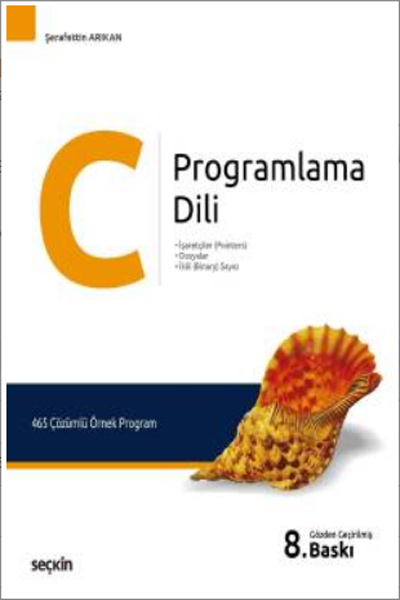 Şerafettin ARIKAN
C
Programlama
Dili
• İşaretçiler (Pointers)
• Dosyalar
• İkili (Binary) Sayıcı
465 Çözümlü Örnek Program
Gözden Geçirilmiş
8.Baskı
seçkin